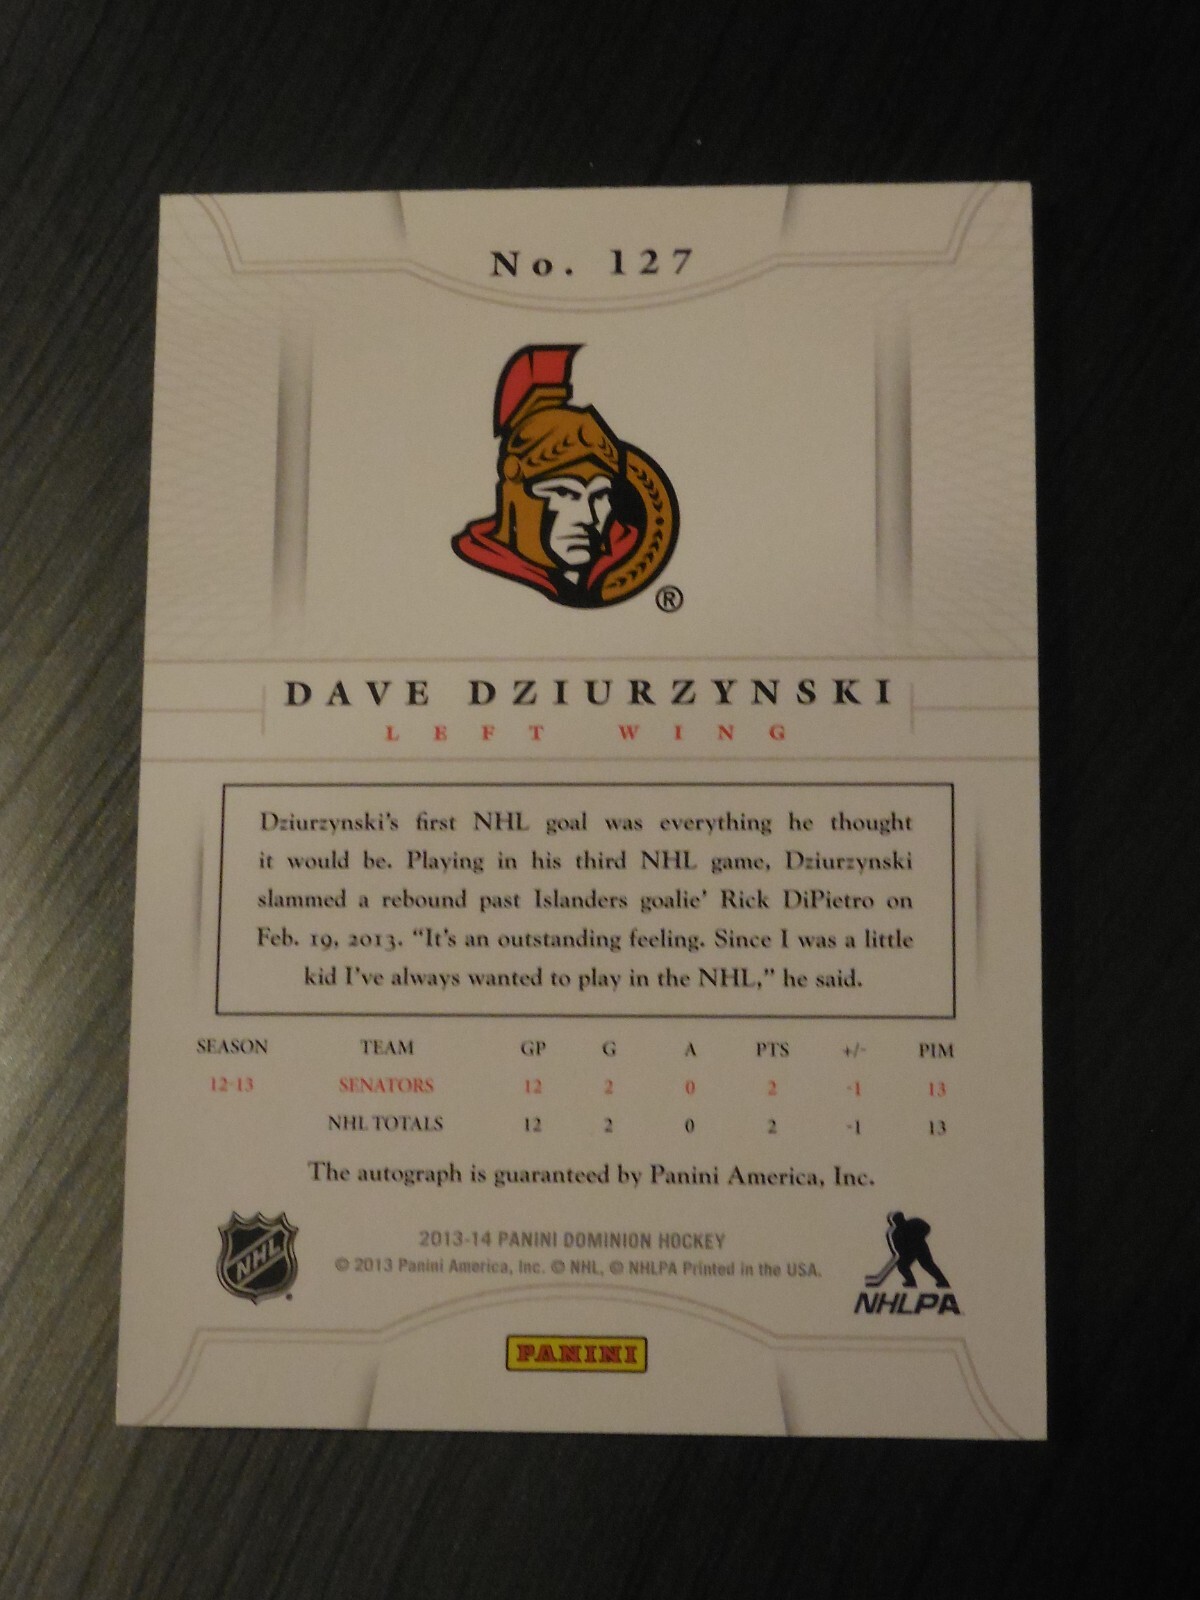 No. 127
®
DAVE DZIURZYNSKI
LEFT WING
Dziurzynski's first NHL goal was everything he thought
it would be. Playing in his third NHL game, Dziurzynski
slammed a rebound past Islanders goalie' Rick DiPietro on
Feb. 19, 2013. “It's an outstanding feeling. Since I was a little
kid I've always wanted to play in the NHL,” he said.
SEASON TEAM GP G A PTS +/- PIM
12-13 SENATORS 12 2 0 2 -1 13
NHL TOTALS 12 2 0 2 -1 13
The autograph is guaranteed by Panini America, Inc.
2013-14 PANINI DOMINION HOCKEY
© 2013 Panini America, Inc. © NHL, © NHLPA Printed in the USA.
NHL
NHLPA
PANINI